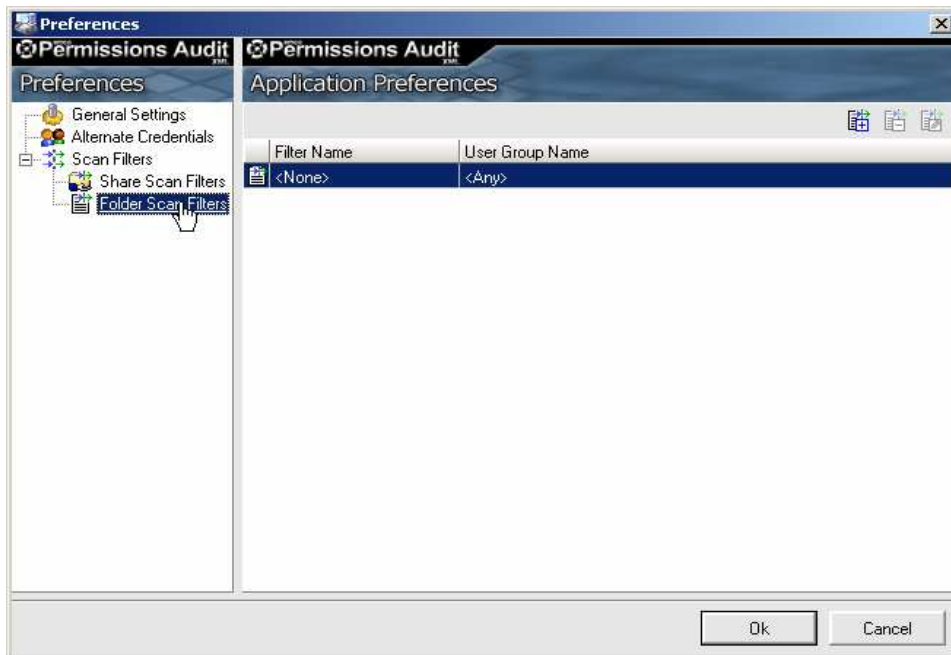 Preferences
Permissions Audit XML
Permissions Audit
Preferences
Application Preferences
General Settings
Alternate Credentials
Scan Filters
Share Scan Filters
Folder Scan Filters
Filter Name User Group Name
<None> <Any>
Ok Cancel